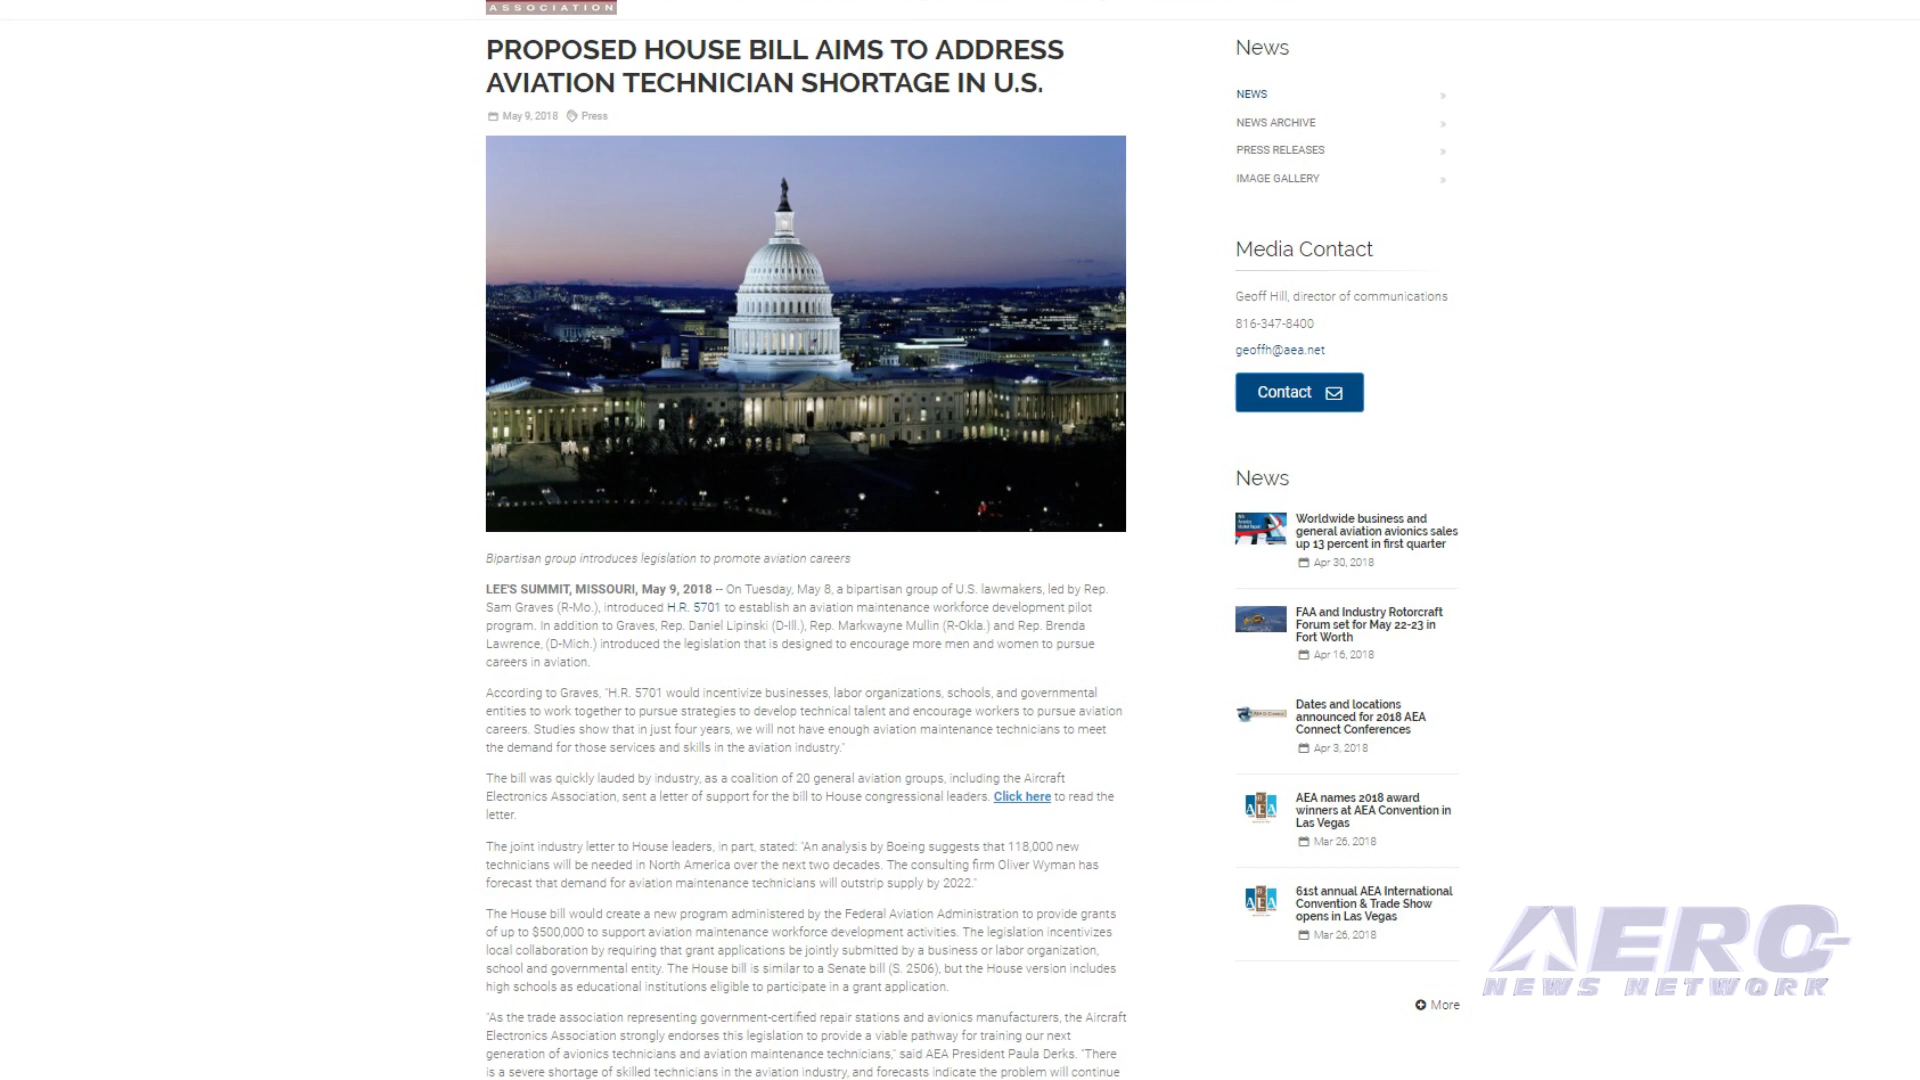 ASSOCIATION
PROPOSED HOUSE BILL AIMS TO ADDRESS
AVIATION TECHNICIAN SHORTAGE IN U.S.
May 9, 2018 Press
Bipartisan group introduces legislation to promote aviation careers
LEE'S SUMMIT, MISSOURI, May 9, 2018 -- On Tuesday, May 8, a bipartisan group of U.S. lawmakers, led by Rep.
Sam Graves (R-Mo.), introduced H.R. 5701 to establish an aviation maintenance workforce development pilot
program. In addition to Graves, Rep. Daniel Lipinski (D-Ill.), Rep. Markwayne Mullin (R-Okla.) and Rep. Brenda
Lawrence, (D-Mich.) introduced the legislation that is designed to encourage more men and women to pursue
careers in aviation.
According to Graves, "H.R. 5701 would incentivize businesses, labor organizations, schools, and governmental
entities to work together to pursue strategies to develop technical talent and encourage workers to pursue aviation
careers. Studies show that in just four years, we will not have enough aviation maintenance technicians to meet
the demand for those services and skills in the aviation industry."
The bill was quickly lauded by industry, as a coalition of 20 general aviation groups, including the Aircraft
Electronics Association, sent a letter of support for the bill to House congressional leaders. Click here to read the
letter.
The joint industry letter to House leaders, in part, stated: "An analysis by Boeing suggests that 118,000 new
technicians will be needed in North America over the next two decades. The consulting firm Oliver Wyman has
forecast that demand for aviation maintenance technicians will outstrip supply by 2022."
The House bill would create a new program administered by the Federal Aviation Administration to provide grants
of up to $500,000 to support aviation maintenance workforce development activities. The legislation incentivizes
local collaboration by requiring that grant applications be jointly submitted by a business or labor organization,
school and governmental entity. The House bill is similar to a Senate bill (S. 2506), but the House version includes
high schools as educational institutions eligible to participate in a grant application.
"As the trade association representing government-certified repair stations and avionics manufacturers, the Aircraft
Electronics Association strongly endorses this legislation to provide a viable pathway for training our next
generation of avionics technicians and aviation maintenance technicians," said AEA President Paula Derks. "There
is a severe shortage of skilled technicians in the aviation industry, and forecasts indicate the problem will continue
News
NEWS »
NEWS ARCHIVE »
PRESS RELEASES »
IMAGE GALLERY »
Media Contact
Geoff Hill, director of communications
816-347-8400
geoffh@aea.net
Contact
News
Worldwide business and
general aviation avionics sales
up 13 percent in first quarter
Apr 30, 2018
FAA and Industry Rotorcraft
Forum set for May 22-23 in
Fort Worth
Apr 16, 2018
Dates and locations
announced for 2018 AEA
Connect Conferences
Apr 3, 2018
AEA
AEA names 2018 award
winners at AEA Convention in
Las Vegas
Mar 26, 2018
AEA
61st annual AEA International
Convention & Trade Show
opens in Las Vegas
Mar 26, 2018
More
AERO-
NEWS NETWORK